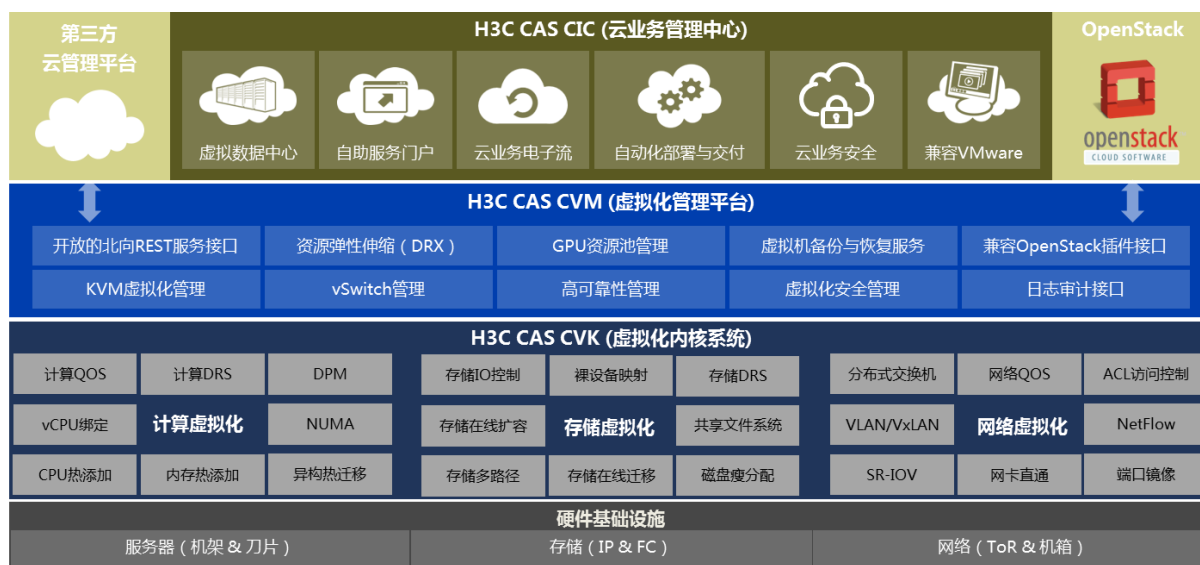 第三方
云管理平台
H3C CAS CIC (云业务管理中心)
虚拟数据中心
自助服务门户
云业务电子流
自动化部署与交付
云业务安全
兼容VMware
OpenStack
openstack
CLOUD SOFTWARE
H3C CAS CVM (虚拟化管理平台)
开放的北向REST服务接口
资源弹性伸缩（DRX）
GPU资源池管理
虚拟机备份与恢复服务
兼容OpenStack插件接口
KVM虚拟化管理
vSwitch管理
高可靠性管理
虚拟化安全管理
日志审计接口
H3C CAS CVK (虚拟化内核系统)
计算QOS
计算DRS
DPM
vCPU绑定
计算虚拟化
NUMA
CPU热添加
内存热添加
异构热迁移
存储IO控制
裸设备映射
存储DRS
存储在线扩容
存储虚拟化
共享文件系统
存储多路径
存储在线迁移
磁盘瘦分配
分布式交换机
网络QOS
ACL访问控制
VLAN/VxLAN
网络虚拟化
NetFlow
SR-IOV
网卡直通
端口镜像
硬件基础设施
服务器（机架 & 刀片）
存储（IP & FC）
网络（ToR & 机箱）